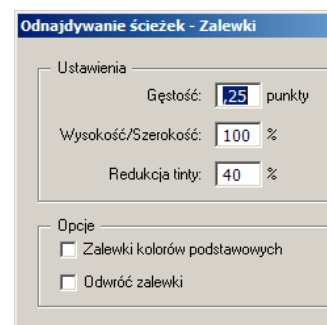 Odnajdywanie ścieżek - Zalewki
Ustawienia
Gęstość: ,25 punkty
Wysokość/Szerokość: 100 %
Redukcja tinty: 40 %
Opcje
Zalewki kolorów podstawowych
Odwróć zalewki